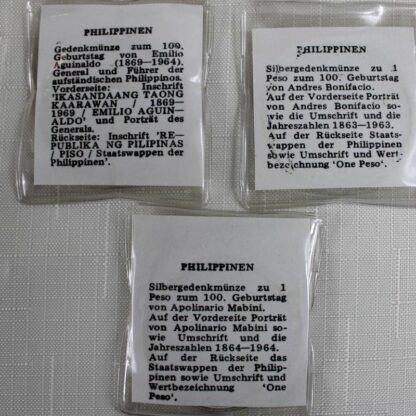 PHILIPPINEN
Gedenkmünze zum 100.
Geburtstag von Emilio
Aguinaldo (1869—1964).
General und Führer der
aufständischen Philippinos.
Vorderseite: Inschrift
'IKASANDAANG TAONG
KAARAWAN / 1869—
1969 / EMILIO AGUIN—
ALDO' und Porträt des
Generals.
Rückseite: Inschrift 'RE—
PUBLIKA NG PILIPINAS
/ PISO / Staatswappen der
Philippinen'.
PHILIPPINEN
Silbergedenkmünze zu 1
Peso zum 100. Geburtstag
von Andres Bonifacio.
Auf der Vorderseite Porträt
von Andres Bonifacio so-
wie die Umschrift und die
Jahreszahlen 1863—1963.
Auf der Rückseite Staats-
wappen der Philippinen
sowie Umschrift und Wert-
bezeichnung 'One Peso'.
PHILIPPINEN
Silbergedenkmünze zu 1
Peso zum 100. Geburtstag
von Apolinario Mabini.
Auf der Vordereite Porträt
von Apolinario Mabini so-
wie Umschrift und die
Jahreszahlen 1864—1964.
Auf der Rückseite das
Staatswappen der Philip-
pinen sowie Umschrift und
Wertbezeichnung 'One
Peso'.